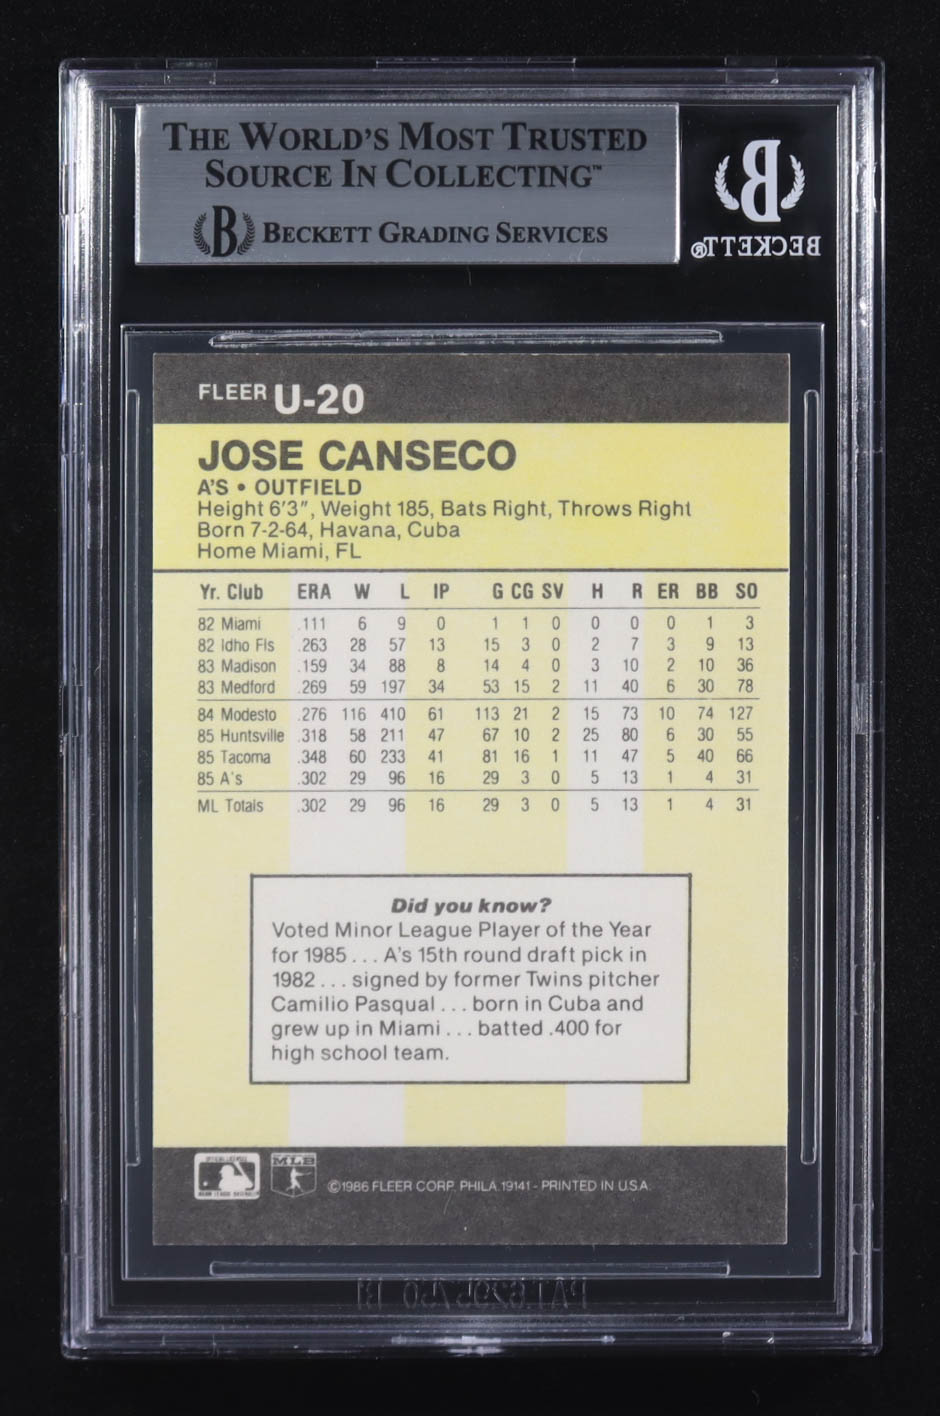 THE WORLD'S MOST TRUSTED
SOURCE IN COLLECTING™
B BECKETT GRADING SERVICES
B
BECKETT®
FLEER U-20
JOSE CANSECO
A'S • OUTFIELD
Height 6'3", Weight 185, Bats Right, Throws Right
Born 7-2-64, Havana, Cuba
Home Miami, FL
Yr. Club ERA W L IP G CG SV H R ER BB SO
82 Miami .111 6 9 0 1 1 0 0 0 0 1 3
82 Idho Fls .263 28 57 13 15 3 0 2 7 3 9 13
83 Madison .159 34 88 8 14 4 0 3 10 2 10 36
83 Medford .269 59 197 34 53 15 2 11 40 6 30 78
84 Modesto .276 116 410 61 113 21 2 15 73 10 74 127
85 Huntsville .318 58 211 47 67 10 2 25 80 6 30 55
85 Tacoma .348 60 233 41 81 16 1 11 47 5 40 66
85 A's .302 29 96 16 29 3 0 5 13 1 4 31
ML Totals .302 29 96 16 29 3 0 5 13 1 4 31
Did you know?
Voted Minor League Player of the Year
for 1985 . . . A's 15th round draft pick in
1982 . . . signed by former Twins pitcher
Camilio Pasqual . . . born in Cuba and
grew up in Miami . . . batted .400 for
high school team.
MLB
©1986 FLEER CORP. PHILA. 19141 - PRINTED IN U.S.A.